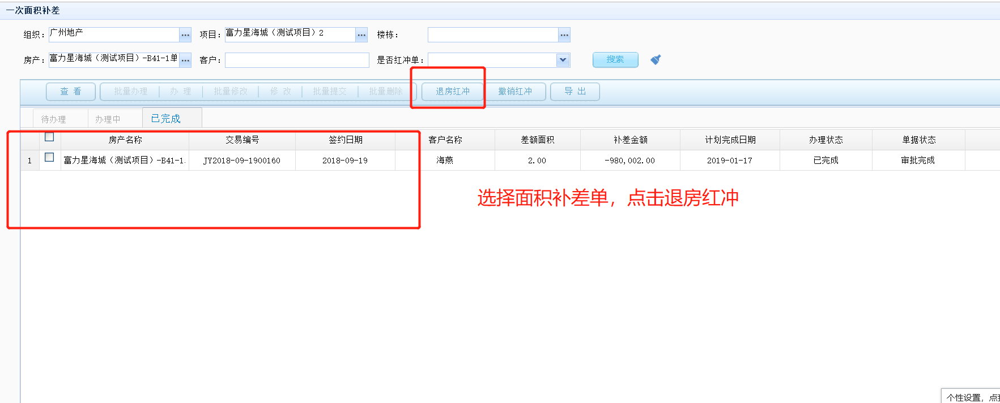 一次面积补差
组织： 广州地产 ··· 项目： 富力星海城（测试项目）2 ··· 楼栋： ···
房产： 富力星海城（测试项目）-B41-1单 ··· 客户： 是否红冲单： 搜索
查 看 批量办理 办 理 批量修改 修 改 批量提交 批量删除 退房红冲 撤销红冲 导 出
待办理 办理中 已完成
房产名称 交易编号 签约日期 客户名称 差额面积 补差金额 计划完成日期 办理状态 单据状态
1 富力星海城（测试项目）-B41-1. JY2018-09-1900160 2018-09-19 海燕 2.00 -980,002.00 2019-01-17 已完成 审批完成
选择面积补差单，点击退房红冲
个性设置，点